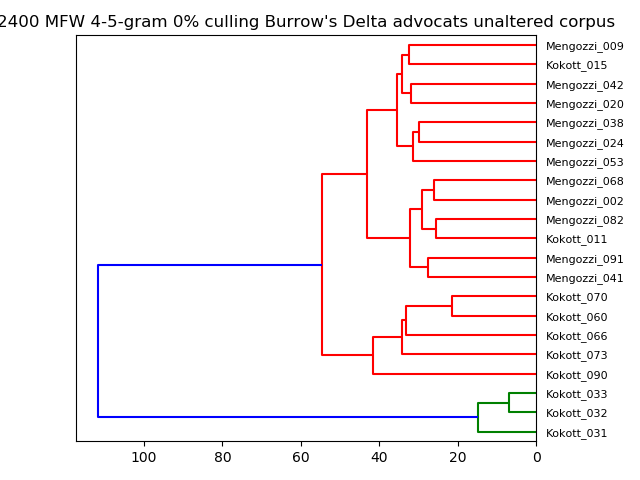 2400 MFW 4-5-gram 0% culling Burrow's Delta advocats unaltered corpus
Mengozzi_009
Kokott_015
Mengozzi_042
Mengozzi_020
Mengozzi_038
Mengozzi_024
Mengozzi_053
Mengozzi_068
Mengozzi_002
Mengozzi_082
Kokott_011
Mengozzi_091
Mengozzi_041
Kokott_070
Kokott_060
Kokott_066
Kokott_073
Kokott_090
Kokott_033
Kokott_032
Kokott_031
100 80 60 40 20 0